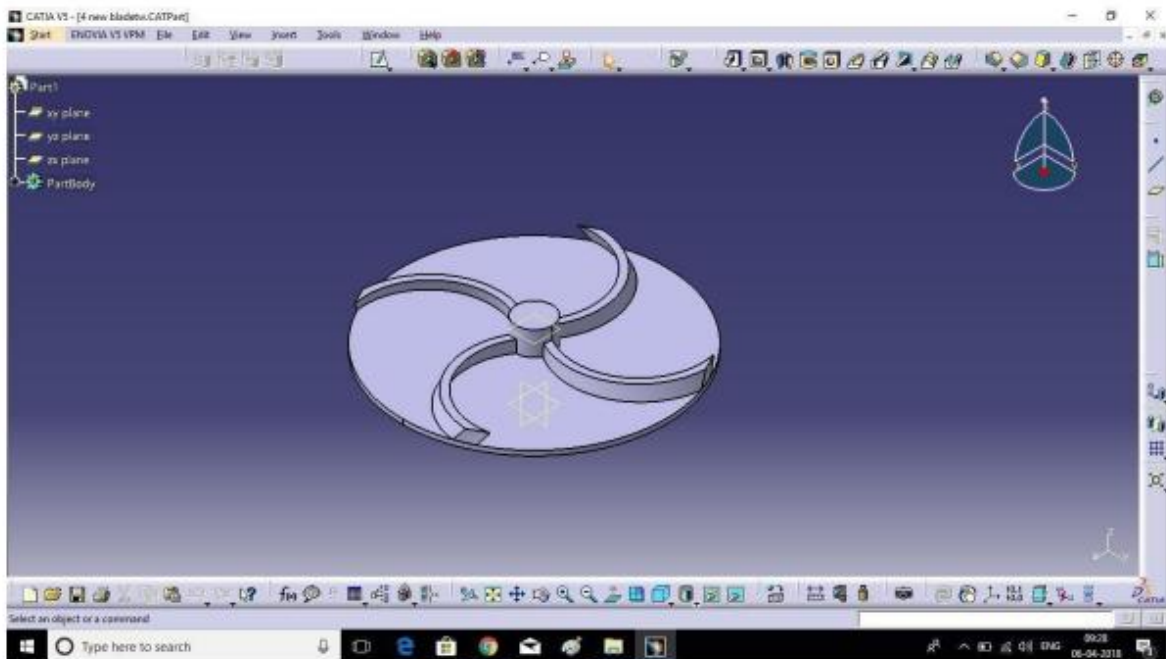 CATIA V5 - [4 new bladetw.CATPart]
Start ENOVIA V5 VPM File Edit View Insert Tools Window Help
Part1
xy plane
yz plane
zx plane
PartBody
Z
CATIA
Select an object or a command
Type here to search
ENG
09:28
06-04-2018